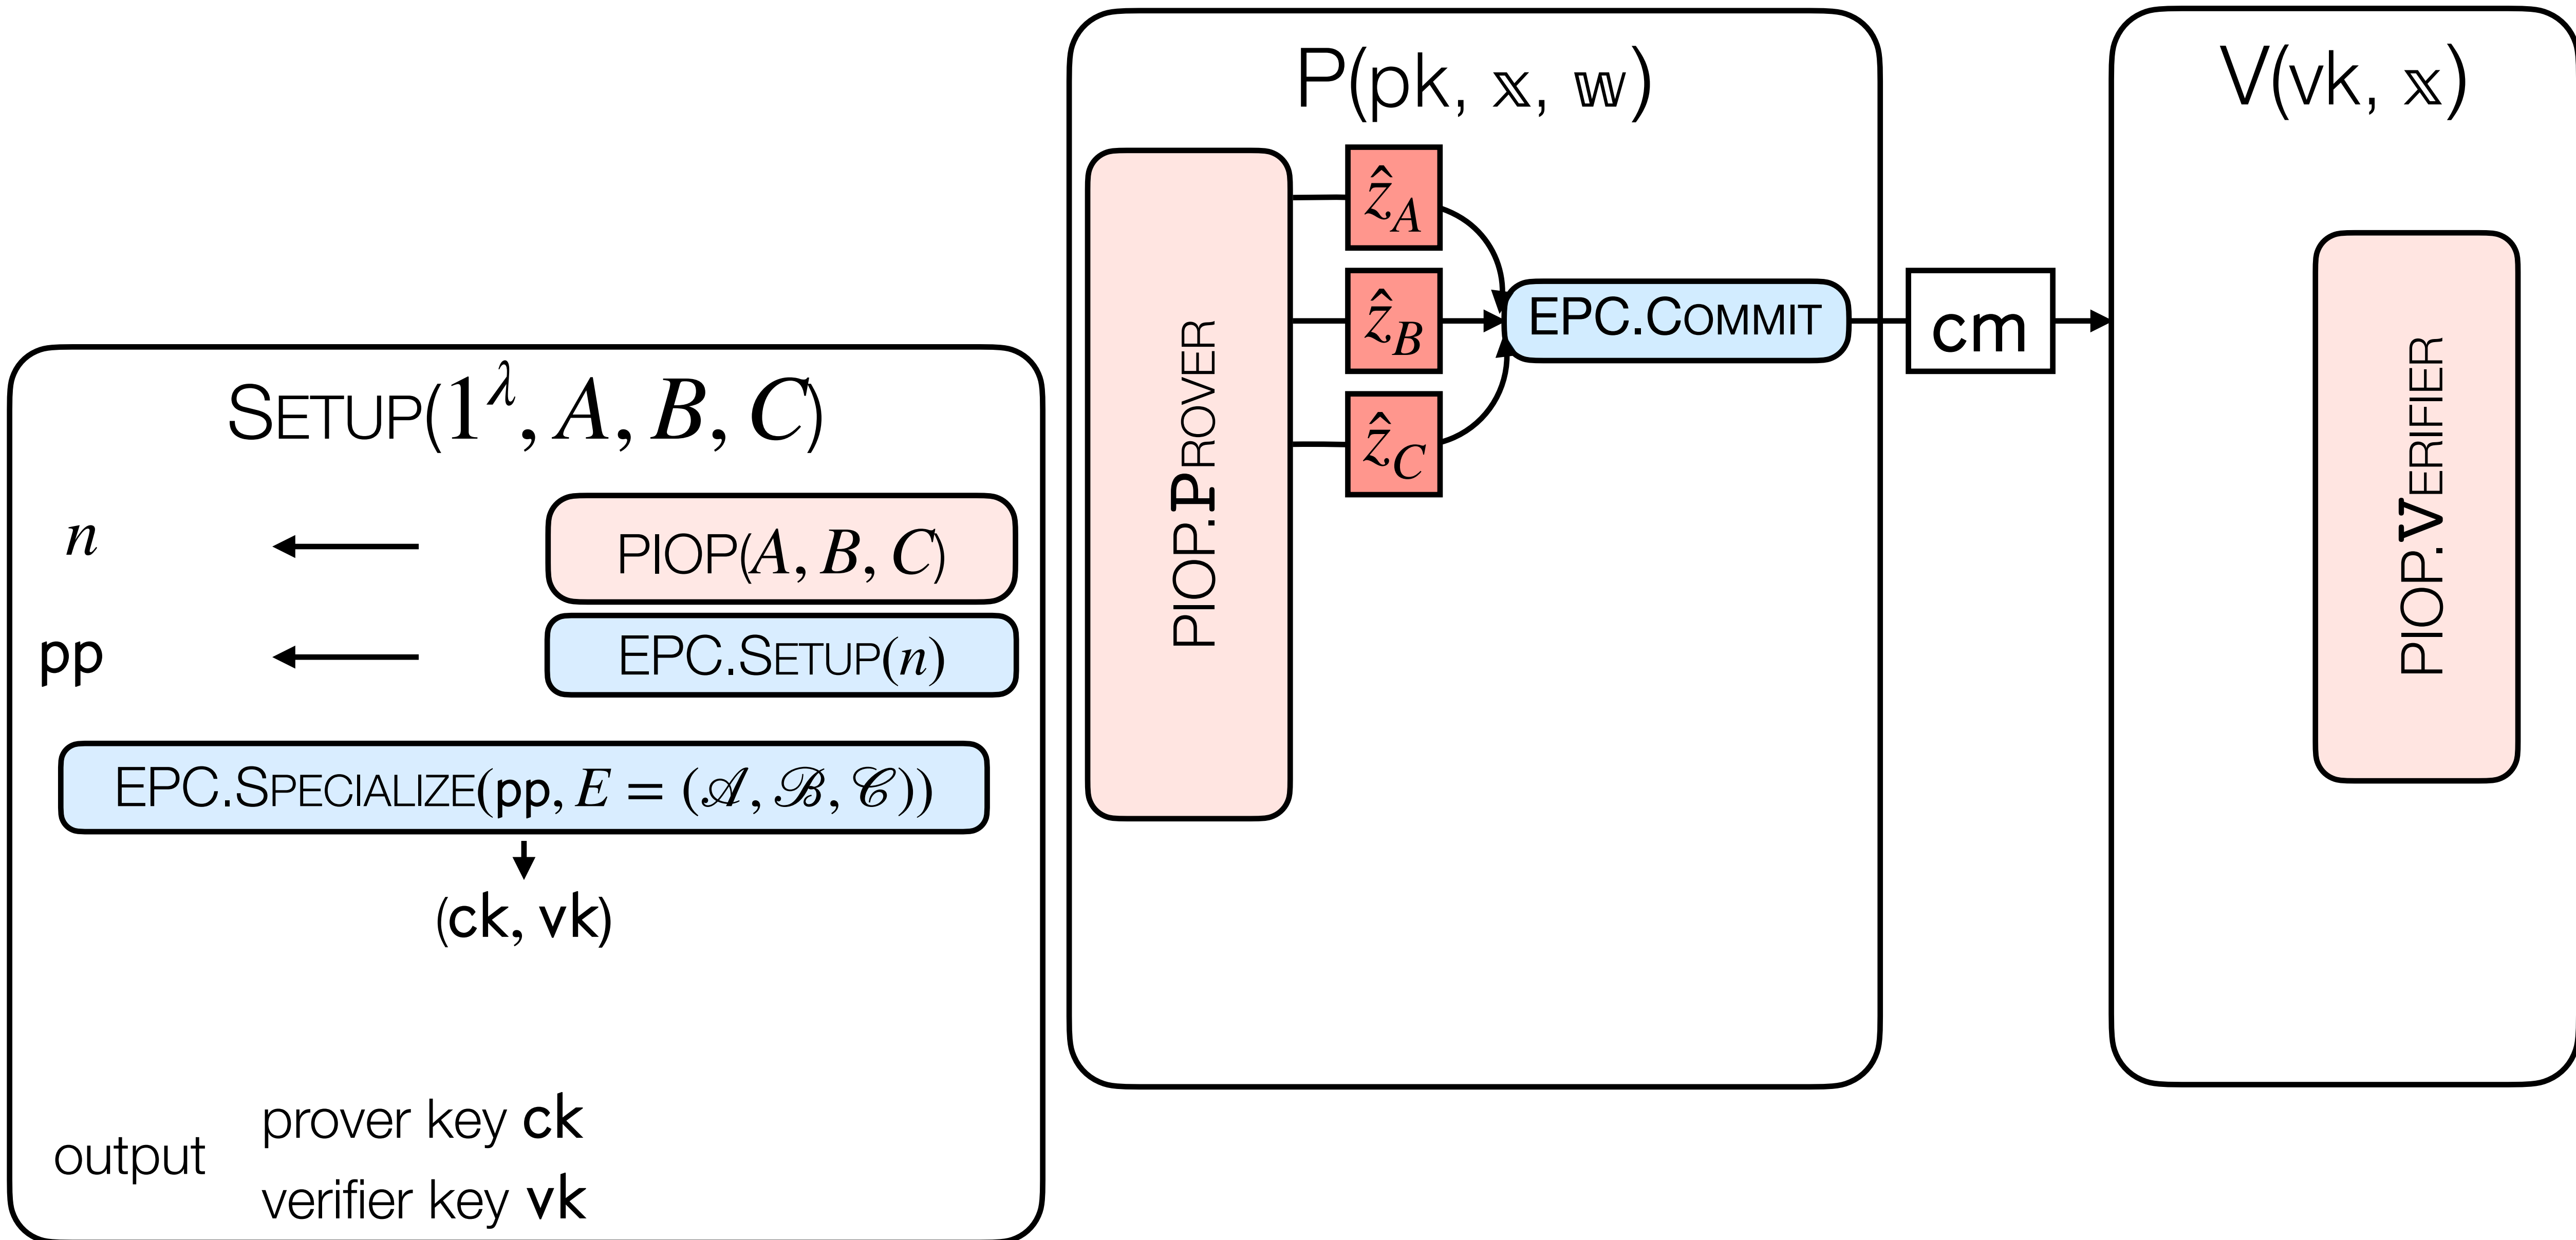 SETUP(1^λ, A, B, C)
n ← PIOP(A, B, C)
pp ← EPC.SETUP(n)
EPC.SPECIALIZE(pp, E = (𝒜, ℬ, 𝒞))
(ck, vk)
output
prover key ck
verifier key vk
P(pk, 𝕩, 𝕨)
PIOP.PROVER
ẑ_A
ẑ_B
ẑ_C
EPC.COMMIT
cm
V(vk, 𝕩)
PIOP.VERIFIER